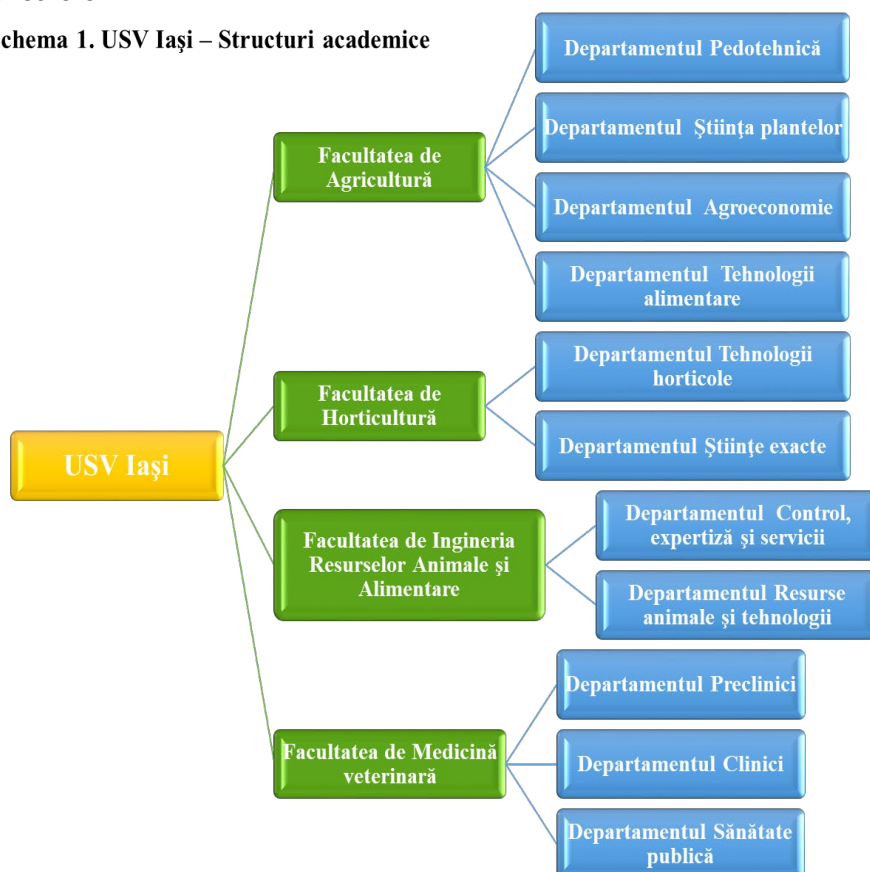 chema 1. USV Iaşi – Structuri academice
USV Iaşi
Facultatea de
Agricultură
Departamentul Pedotehnică
Departamentul Ştiinţa plantelor
Departamentul Agroeconomie
Departamentul Tehnologii
alimentare
Facultatea de
Horticultură
Departamentul Tehnologii
horticole
Departamentul Ştiinţe exacte
Facultatea de Ingineria
Resurselor Animale şi
Alimentare
Departamentul Control,
expertiză şi servicii
Departamentul Resurse
animale şi tehnologii
Facultatea de Medicină
veterinară
Departamentul Preclinici
Departamentul Clinici
Departamentul Sănătate
publică